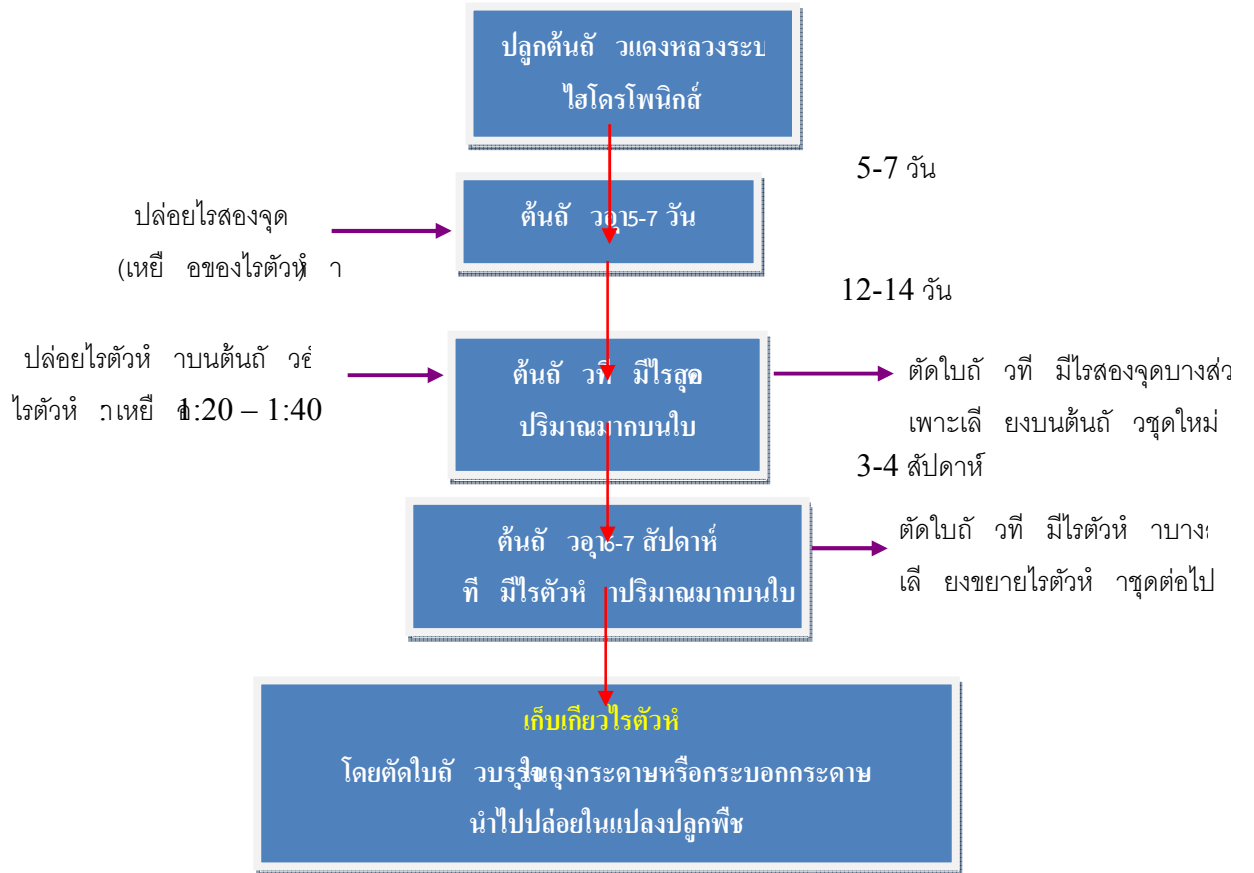 ปลูกต้นถั วแดงหลวงระบ
ไฮโดรโพนิกส์
5-7 วัน
ปล่อยไรสองจุด
(เหยื อของไรตัวหํ า
ต้นถั วอายุ5-7 วัน
12-14 วัน
ปล่อยไรตัวหํ าบนต้นถั ว
ไรตัวหํ า เหยื อ 1:20 – 1:40
ต้นถั วที มีไรสอง
ปริมาณมากบนใบ
ตัดใบถั วที มีไรสองจุดบางส่ว
เพาะเลี ยงบนต้นถั วชุดใหม่
3-4 สัปดาห์
ต้นถั วอายุ6-7 สัปดาห์
ที มีไรตัวหํ าปริมาณมากบนใบ
ตัดใบถั วที มีไรตัวหํ าบาง
เลี ยงขยายไรตัวหํ าชุดต่อไป
เก็บเกียวไรตัวหํ
โดยตัดใบถั วบรรจุในถุงกระดาษหรือกระบอกกระดาษ
นำไปปล่อยในแปลงปลูกพืช